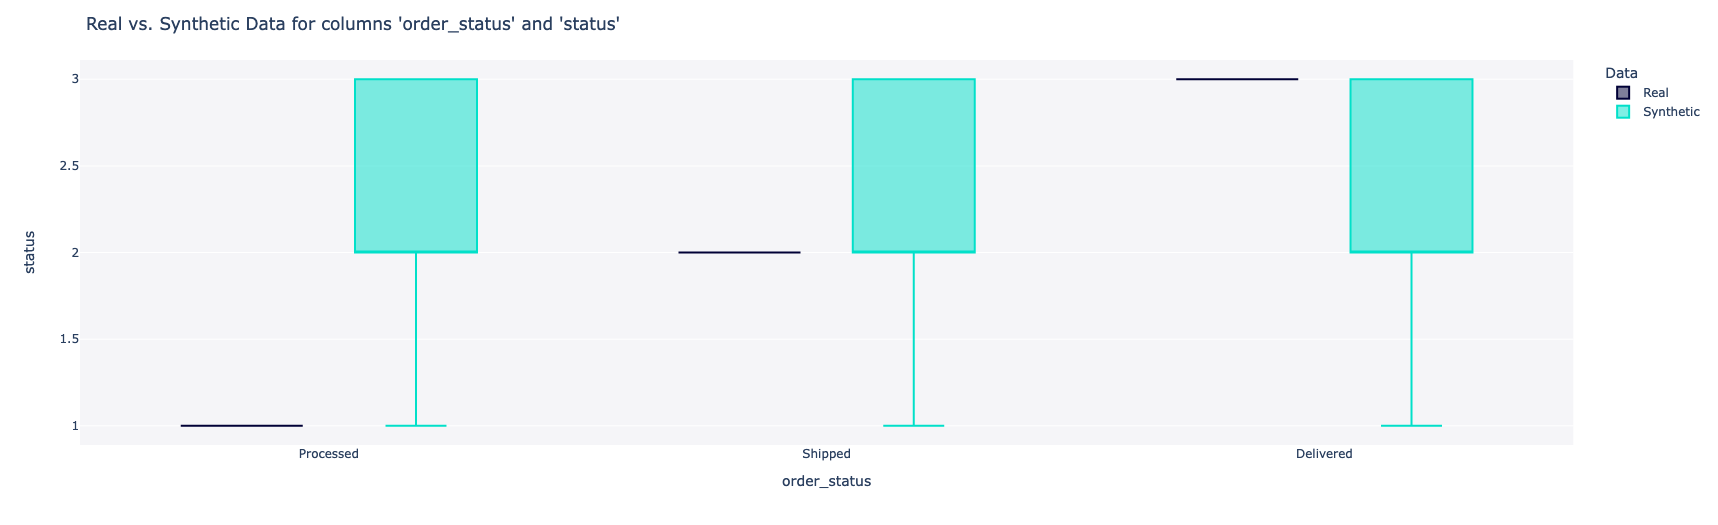 Real vs. Synthetic Data for columns 'order_status' and 'status'
Data
Real
Synthetic
3
2.5
2
1.5
1
status
Processed
Shipped
Delivered
order_status